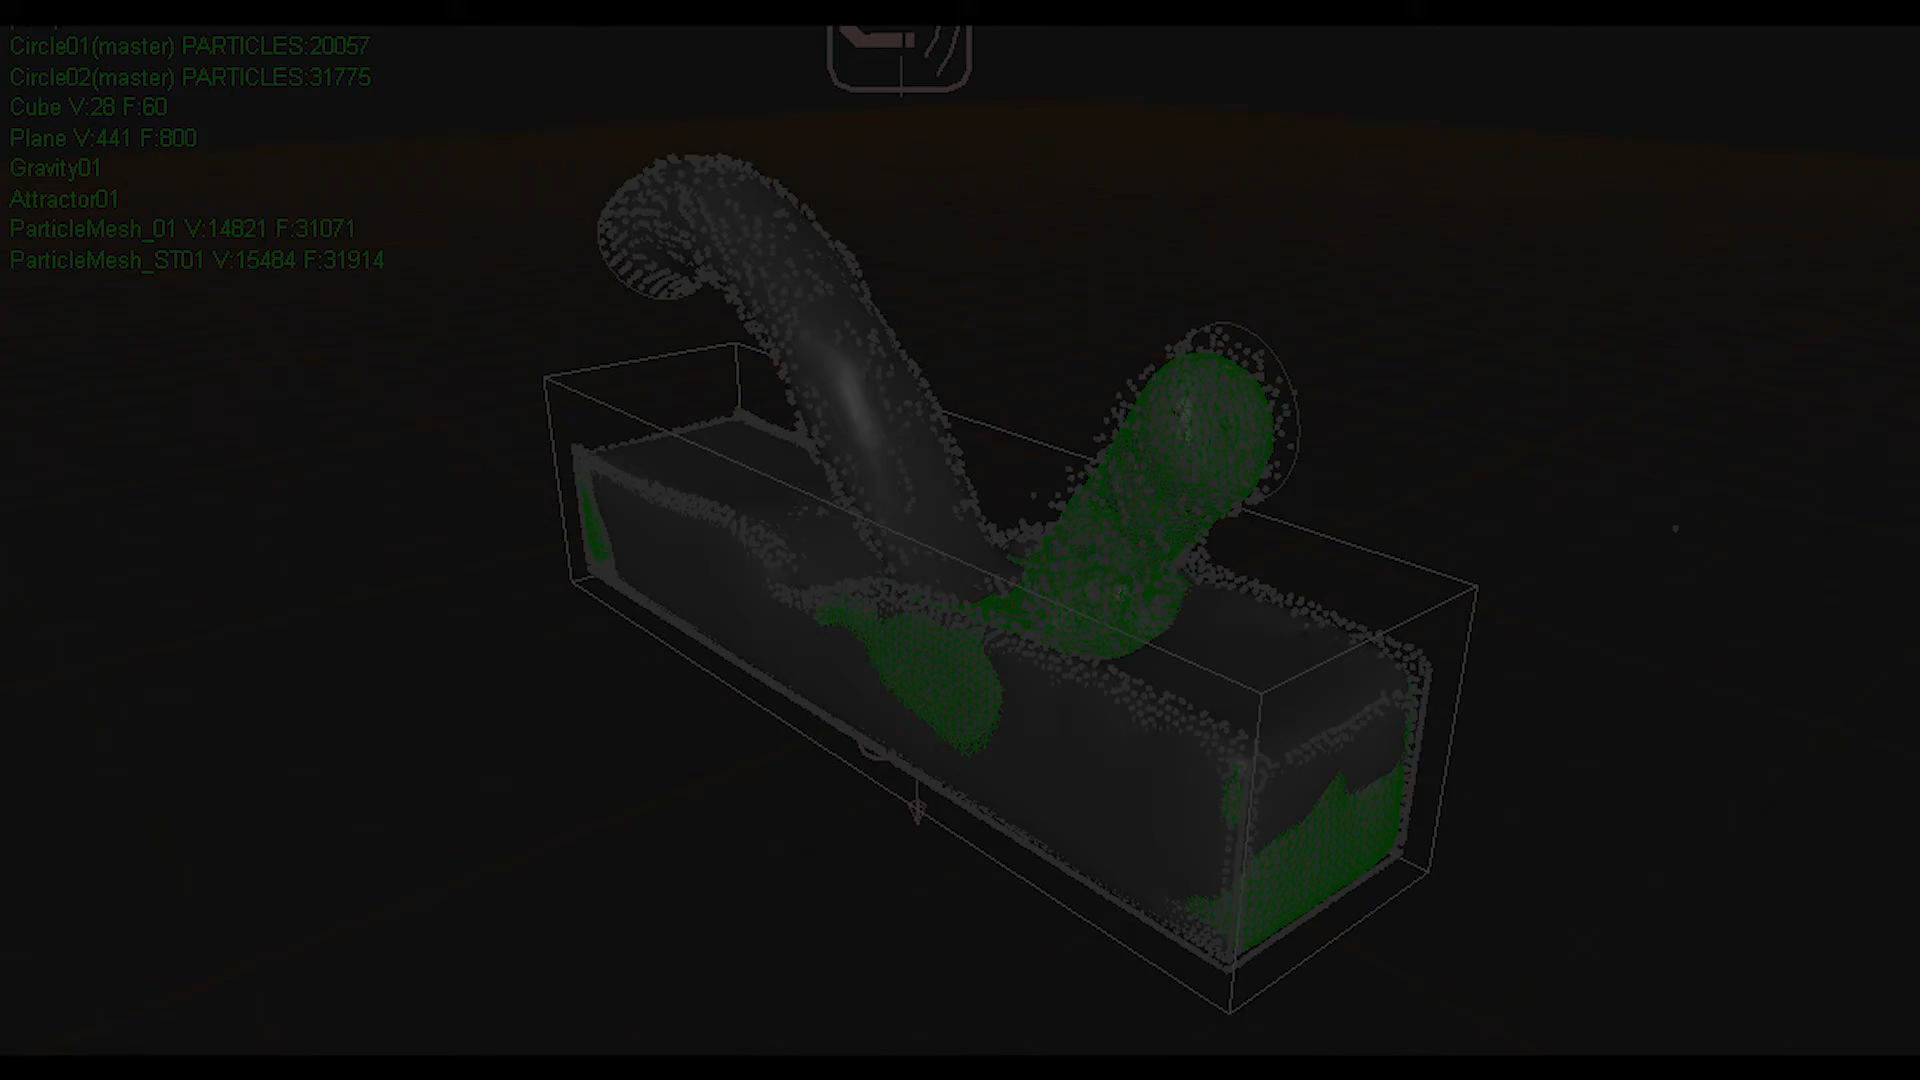 Circle01(master) PARTICLES:20057
Circle02(master) PARTICLES:31775
Cube V:28 F:60
Plane V:441 F:800
Gravity01
Attractor01
ParticleMesh_01 V:14821 F:31071
ParticleMesh_ST01 V:15484 F:31914